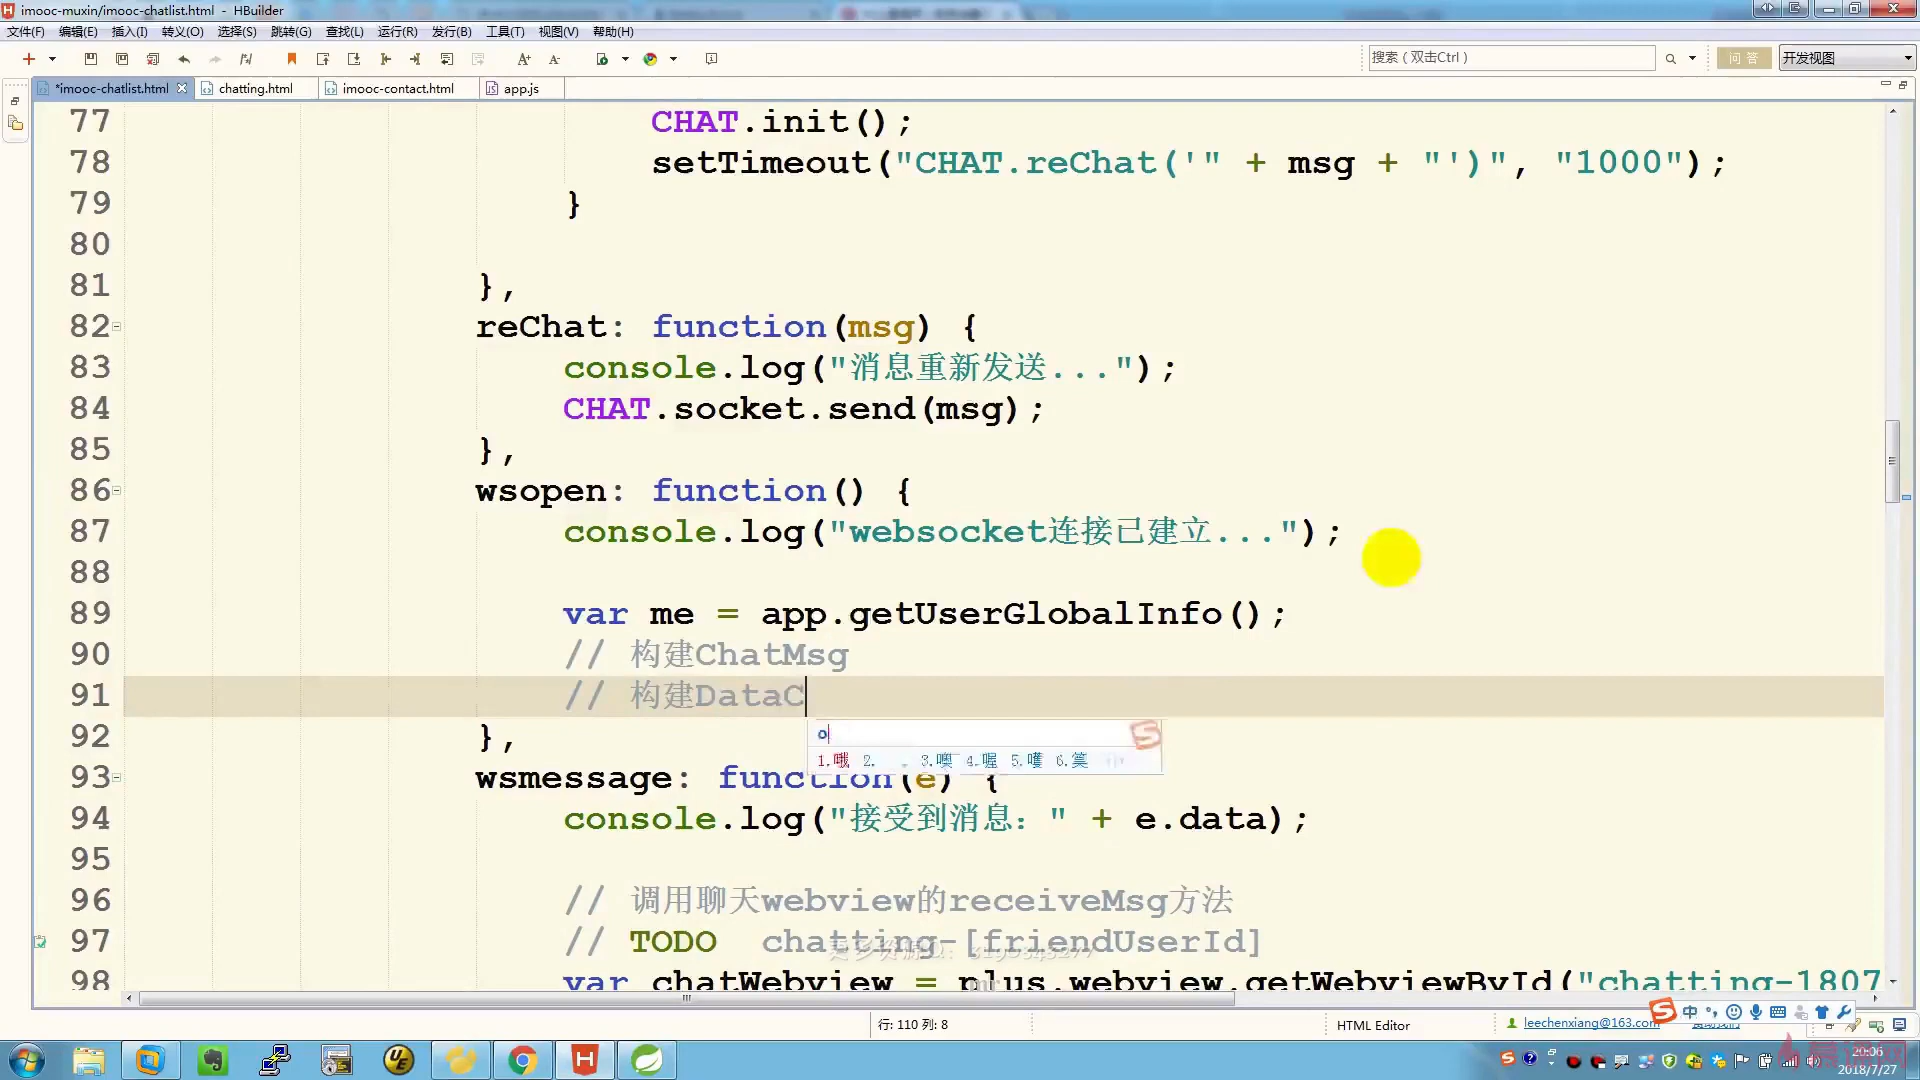 imooc-muxin/imooc-chatlist.html - HBuilder
文件(F) 编辑(E) 插入(I) 转义(O) 选择(S) 跳转(G) 查找(L) 运行(R) 发行(B) 工具(T) 视图(V) 帮助(H)
搜索 ( 双击Ctrl ) 问 答 开发视图
*imooc-chatlist.html chatting.html imooc-contact.html app.js
77 CHAT.init();
78 setTimeout("CHAT.reChat('" + msg + "')", "1000");
79 }
80
81 },
82 reChat: function(msg) {
83 console.log("消息重新发送...");
84 CHAT.socket.send(msg);
85 },
86 wsopen: function() {
87 console.log("websocket连接已建立...");
88
89 var me = app.getUserGlobalInfo();
90 // 构建ChatMsg
91 // 构建DataC
o
1.哦 2. 3.噢 4.喔 5.嚄 6.筽
92 },
93 wsmessage: function(e) {
94 console.log("接受到消息：" + e.data);
95
96 // 调用聊天webview的receiveMsg方法
97 // TODO chatting-[friendUserId]
98 var chatWebview = plus.webview.getWebviewById("chatting-1807
行: 110 列: 8 HTML Editor leechenxiang@163.com
中
20:06
2018/7/27